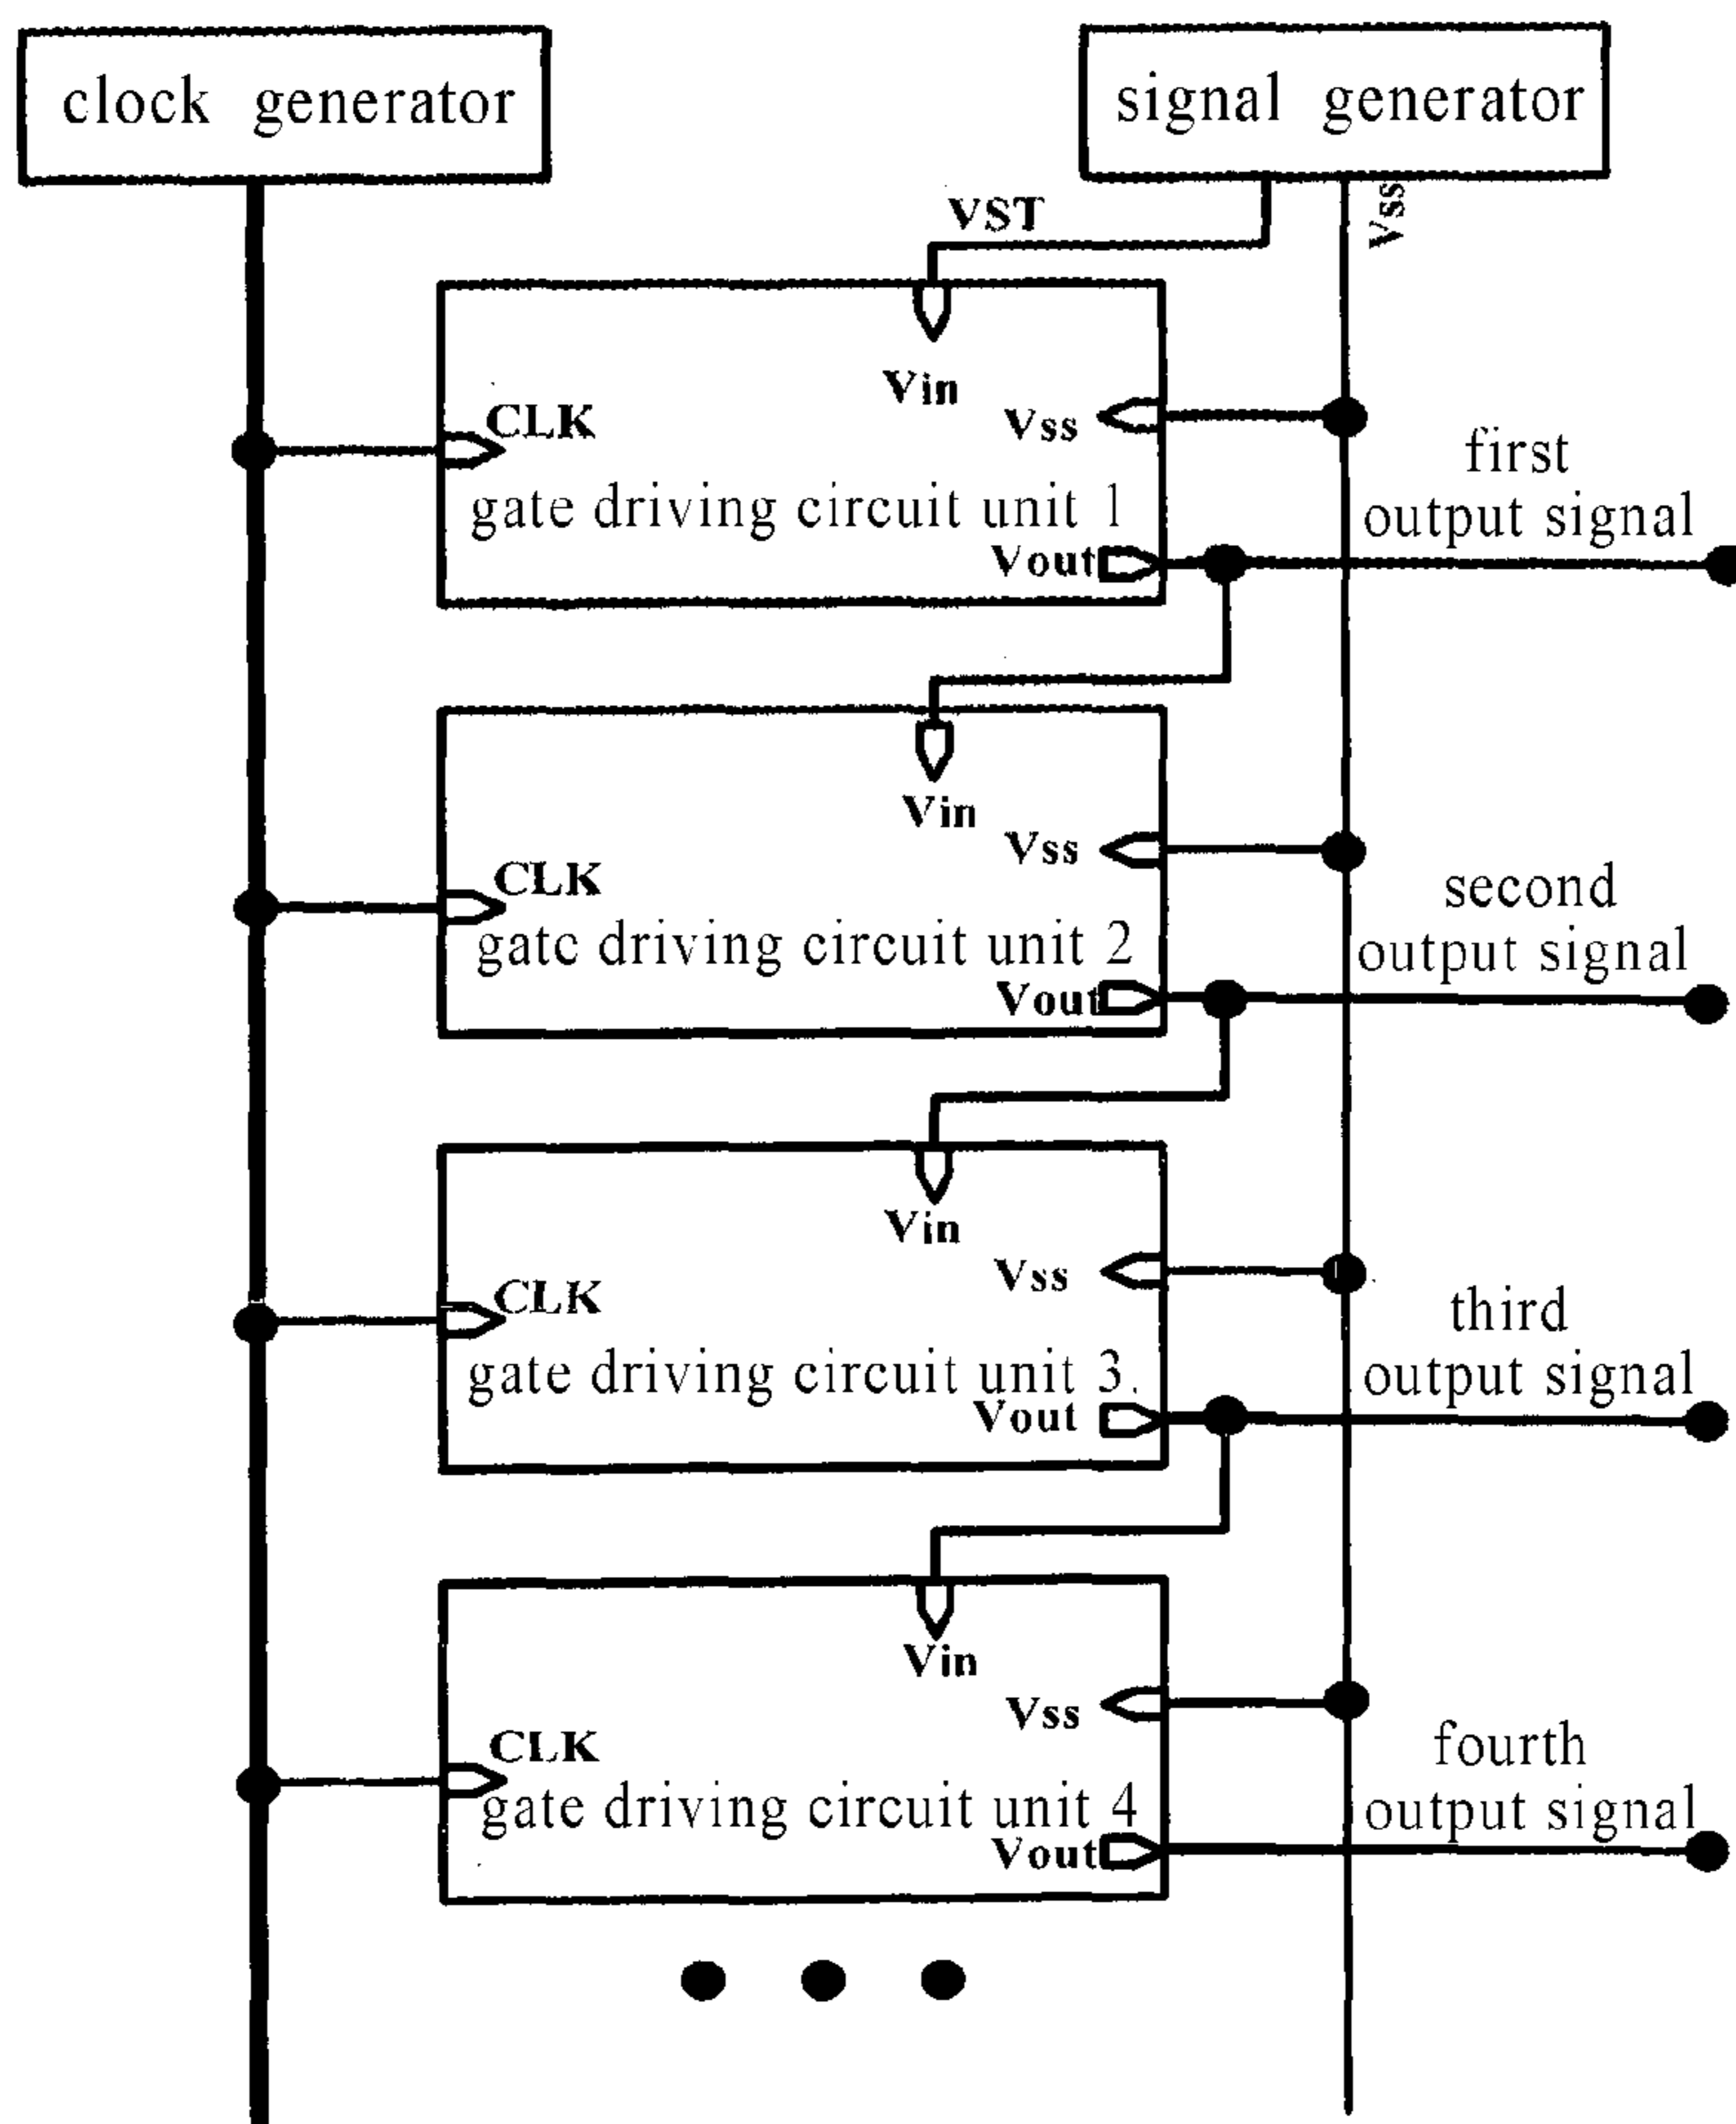 clock generator
signal generator
VST
Vss
Vin
CLK
Vss
gate driving circuit unit 1
Vout
first
output signal
Vin
Vss
CLK
gate driving circuit unit 2
Vout
second
output signal
Vin
Vss
CLK
gate driving circuit unit 3.
Vout
third
output signal
Vin
Vss
CLK
gate driving circuit unit 4
Vout
fourth
output signal